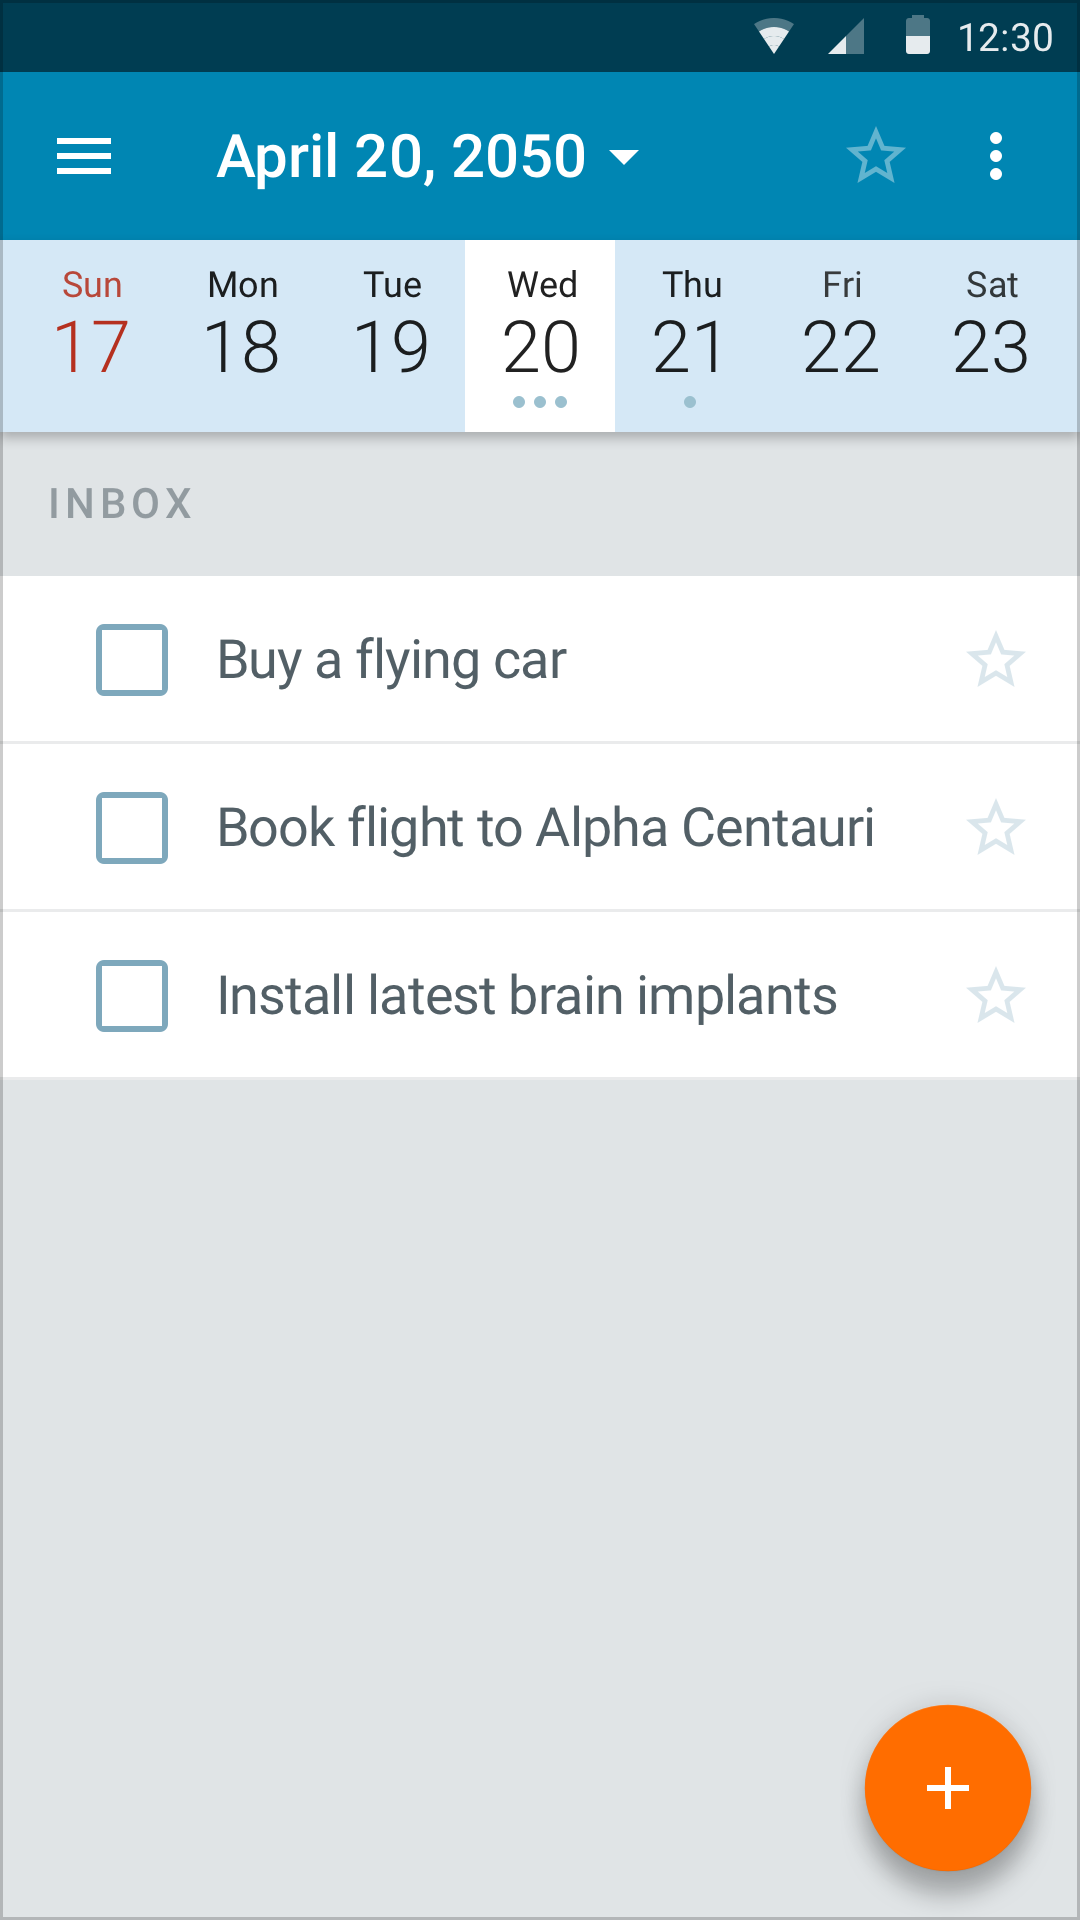 12:30
April 20, 2050
Sun Mon Tue Wed Thu Fri Sat
17 18 19 20 21 22 23
INBOX
Buy a flying car
Book flight to Alpha Centauri
Install latest brain implants